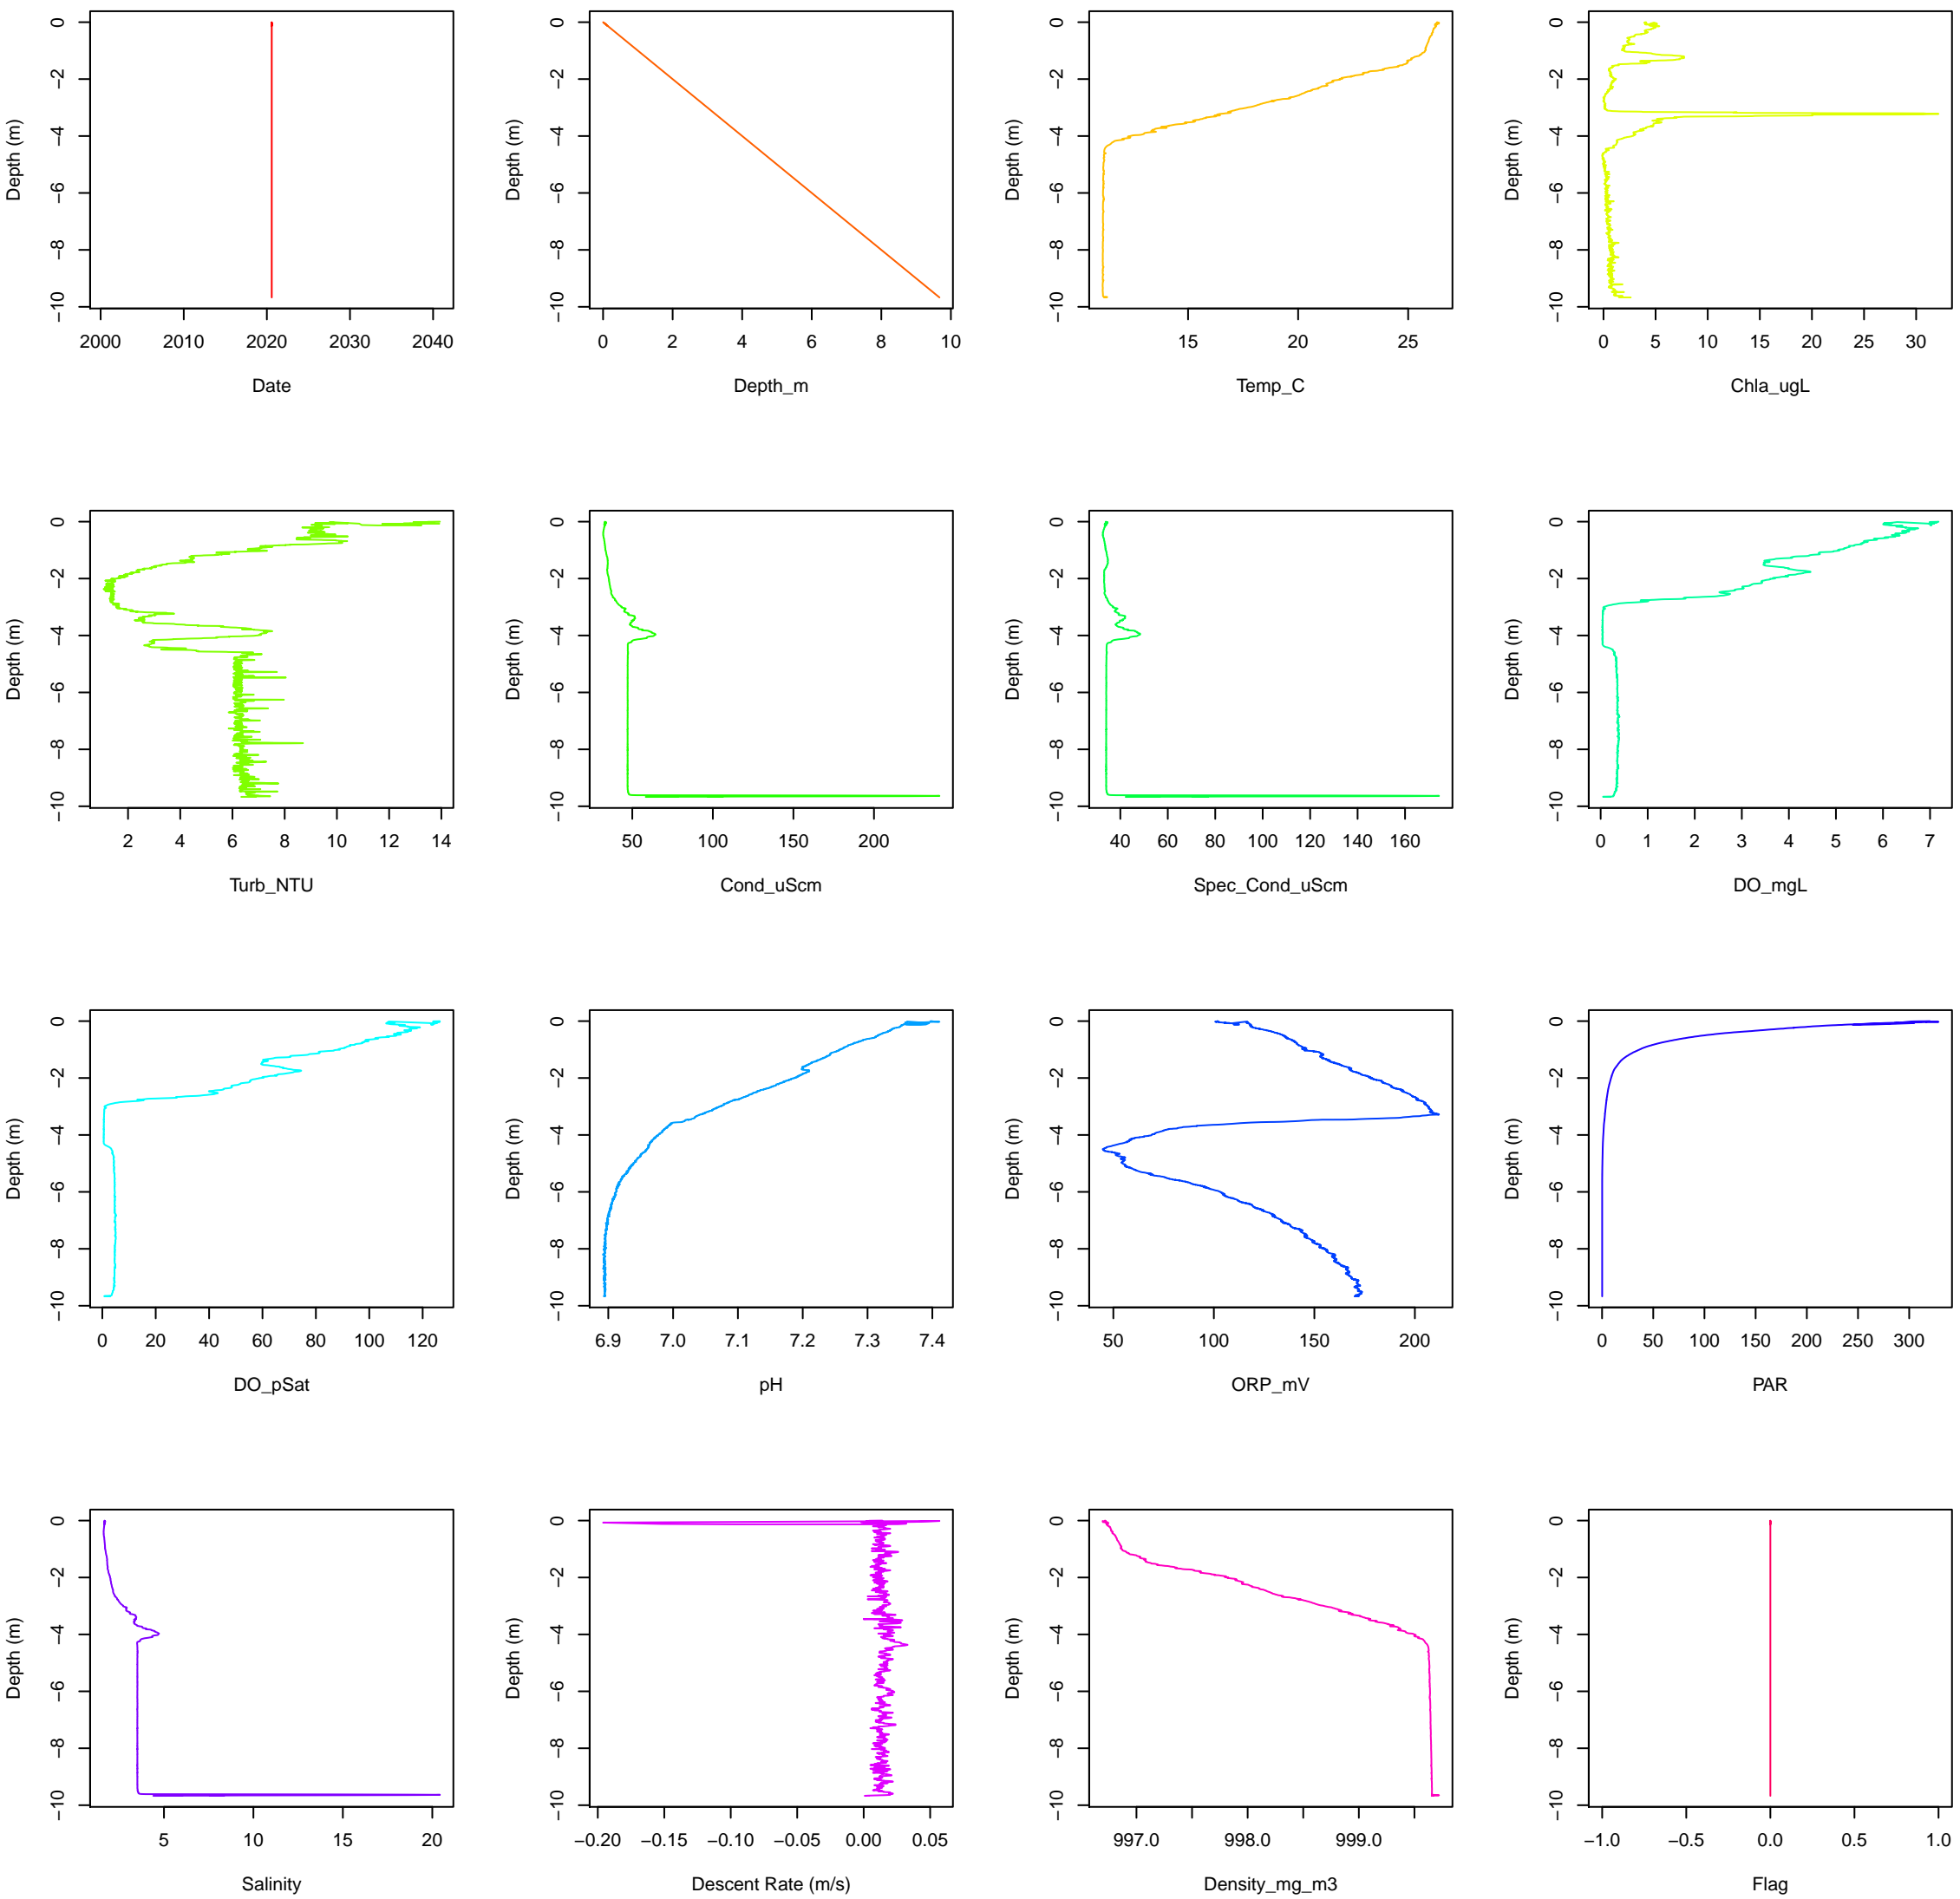 Depth (m)
0
−2
−4
−6
−8
−10
2000 2010 2020 2030 2040
Date
Depth (m)
0
−2
−4
−6
−8
−10
0 2 4 6 8 10
Depth_m
Depth (m)
0
−2
−4
−6
−8
−10
15 20 25
Temp_C
Depth (m)
0
−2
−4
−6
−8
−10
0 5 10 15 20 25 30
Chla_ugL
Depth (m)
0
−2
−4
−6
−8
−10
2 4 6 8 10 12 14
Turb_NTU
Depth (m)
0
−2
−4
−6
−8
−10
50 100 150 200
Cond_uScm
Depth (m)
0
−2
−4
−6
−8
−10
40 60 80 100 120 140 160
Spec_Cond_uScm
Depth (m)
0
−2
−4
−6
−8
−10
0 1 2 3 4 5 6 7
DO_mgL
Depth (m)
0
−2
−4
−6
−8
−10
0 20 40 60 80 100 120
DO_pSat
Depth (m)
0
−2
−4
−6
−8
−10
6.9 7.0 7.1 7.2 7.3 7.4
pH
Depth (m)
0
−2
−4
−6
−8
−10
50 100 150 200
ORP_mV
Depth (m)
0
−2
−4
−6
−8
−10
0 50 100 150 200 250 300
PAR
Depth (m)
0
−2
−4
−6
−8
−10
5 10 15 20
Salinity
Depth (m)
0
−2
−4
−6
−8
−10
−0.20 −0.15 −0.10 −0.05 0.00 0.05
Descent Rate (m/s)
Depth (m)
0
−2
−4
−6
−8
−10
997.0 998.0 999.0
Density_mg_m3
Depth (m)
0
−2
−4
−6
−8
−10
−1.0 −0.5 0.0 0.5 1.0
Flag